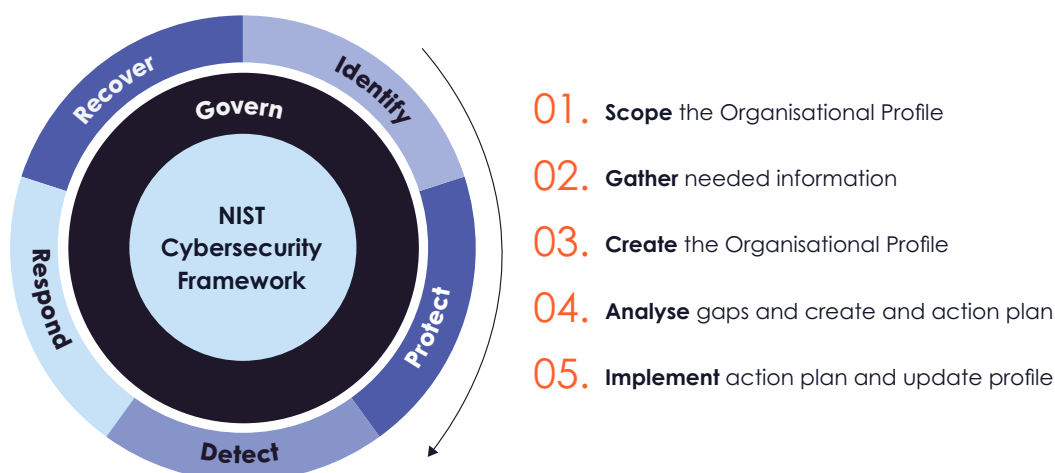 Recover
Identify
Govern
NIST
Cybersecurity
Framework
Respond
Protect
Detect
01. Scope the Organisational Profile
02. Gather needed information
03. Create the Organisational Profile
04. Analyse gaps and create and action plan
05. Implement action plan and update profile